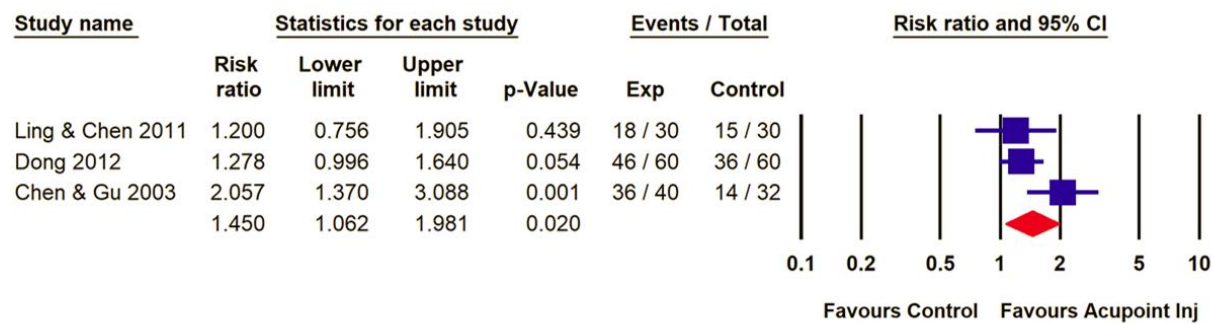 Study name Statistics for each study Events / Total Risk ratio and 95% CI
Risk ratio Lower limit Upper limit p-Value Exp Control
Ling & Chen 2011 1.200 0.756 1.905 0.439 18 / 30 15 / 30
Dong 2012 1.278 0.996 1.640 0.054 46 / 60 36 / 60
Chen & Gu 2003 2.057 1.370 3.088 0.001 36 / 40 14 / 32
1.450 1.062 1.981 0.020
0.1 0.2 0.5 1 2 5 10
Favours Control Favours Acupoint Inj